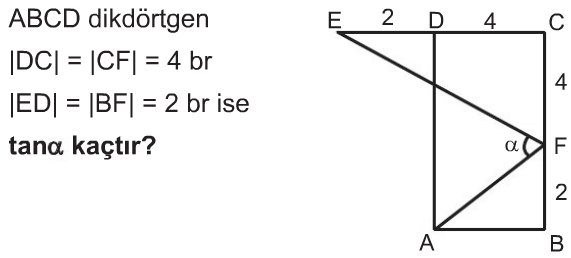 ABCD dikdörtgen
|DC| = |CF| = 4 br
|ED| = |BF| = 2 br ise
tanα kaçtır?
E 2 D 4 C
4
α F
2
A B